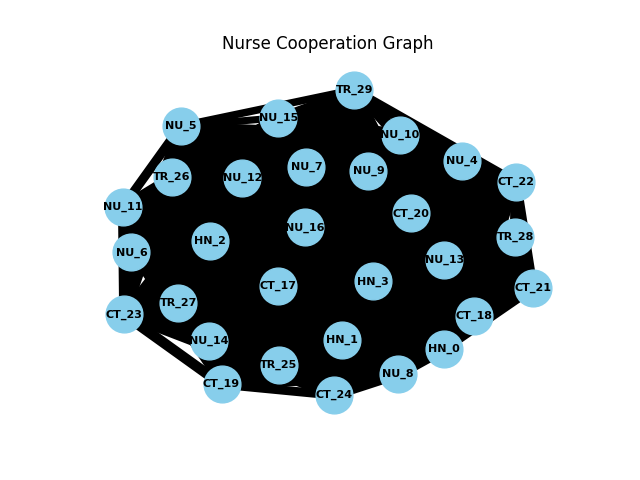 Nurse Cooperation Graph
TR_29
NU_15
NU_5
NU_10
NU_4
NU_7
NU_9
TR_26
NU_12
CT_22
NU_11
CT_20
NU_16
TR_28
HN_2
NU_6
NU_13
HN_3
CT_17
CT_21
TR_27
CT_23
CT_18
NU_14
HN_1
HN_0
TR_25
NU_8
CT_19
CT_24